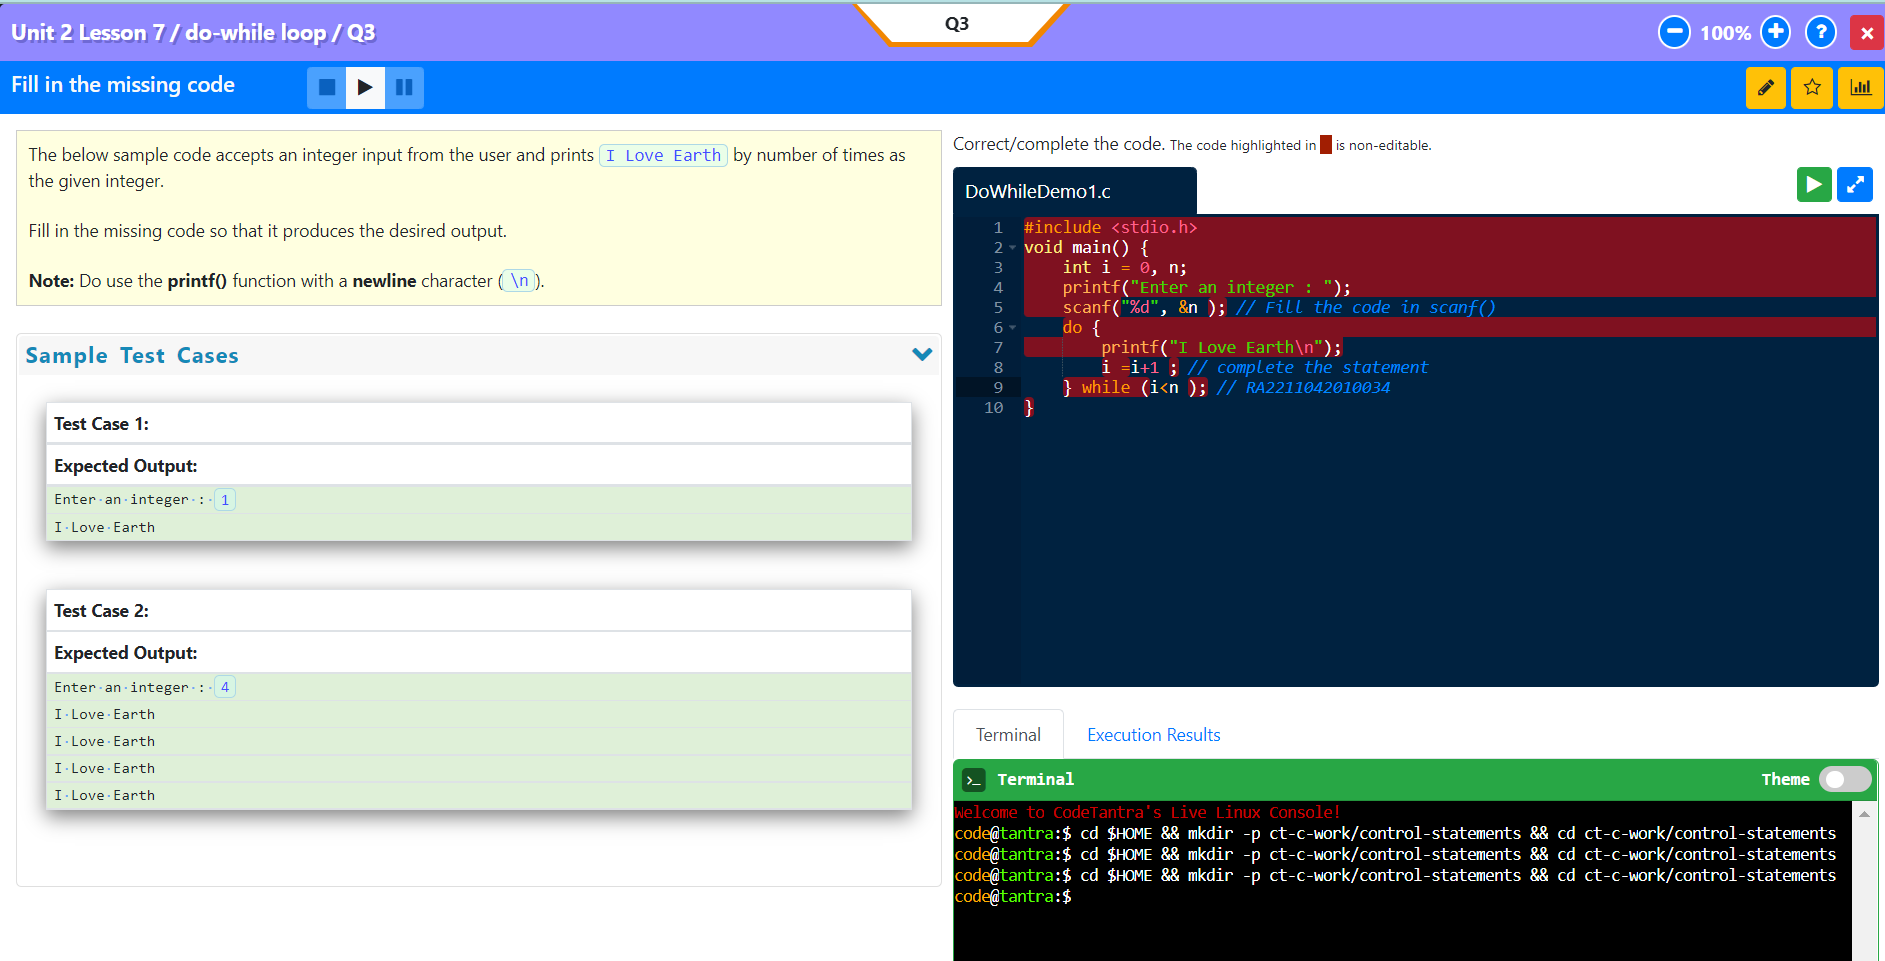 Unit 2 Lesson 7 / do-while loop / Q3
Q3
100%
?
Fill in the missing code
The below sample code accepts an integer input from the user and prints I Love Earth by number of times as
the given integer.
Fill in the missing code so that it produces the desired output.
Note: Do use the printf() function with a newline character ( \n ).
Sample Test Cases
Test Case 1:
Expected Output:
Enter·an·integer·:·1
I·Love·Earth
Test Case 2:
Expected Output:
Enter·an·integer·:·4
I·Love·Earth
I·Love·Earth
I·Love·Earth
I·Love·Earth
Correct/complete the code. The code highlighted in is non-editable.
DoWhileDemo1.c
1 #include <stdio.h>
2 void main() {
3 int i = 0, n;
4 printf("Enter an integer : ");
5 scanf("%d", &n ); // Fill the code in scanf()
6 do {
7 printf("I Love Earth\n");
8 i =i+1 ; // complete the statement
9 } while (i<n ); // RA2211042010034
10 }
Terminal
Execution Results
>_ Terminal
Theme
Welcome to CodeTantra's Live Linux Console!
code@tantra:$ cd $HOME && mkdir -p ct-c-work/control-statements && cd ct-c-work/control-statements
code@tantra:$ cd $HOME && mkdir -p ct-c-work/control-statements && cd ct-c-work/control-statements
code@tantra:$ cd $HOME && mkdir -p ct-c-work/control-statements && cd ct-c-work/control-statements
code@tantra:$